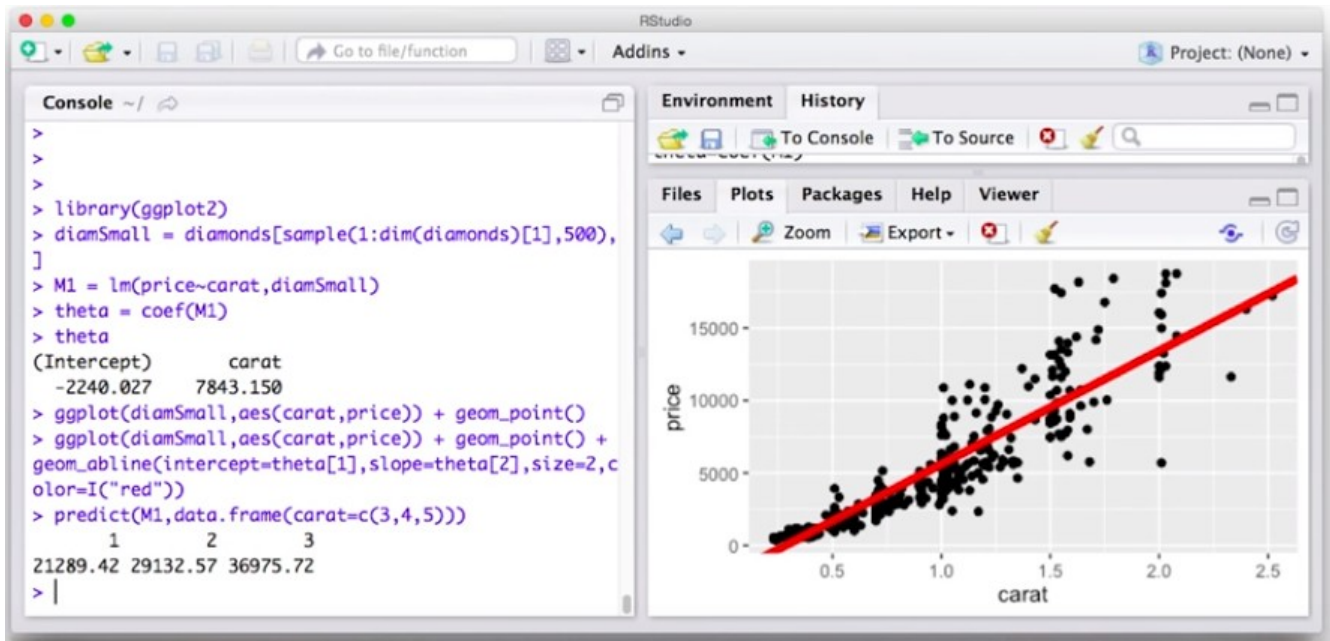 RStudio
Go to file/function
Addins
Project: (None)
Console ~/
>
>
>
> library(ggplot2)
> diamSmall = diamonds[sample(1:dim(diamonds)[1],500),
]
> M1 = lm(price~carat,diamSmall)
> theta = coef(M1)
> theta
(Intercept) carat
-2240.027 7843.150
> ggplot(diamSmall,aes(carat,price)) + geom_point()
> ggplot(diamSmall,aes(carat,price)) + geom_point() +
geom_abline(intercept=theta[1],slope=theta[2],size=2,c
olor=I("red"))
> predict(M1,data.frame(carat=c(3,4,5)))
1 2 3
21289.42 29132.57 36975.72
>
Environment History
To Console To Source
Files Plots Packages Help Viewer
Zoom Export
price
15000
10000
5000
0
0.5 1.0 1.5 2.0 2.5
carat